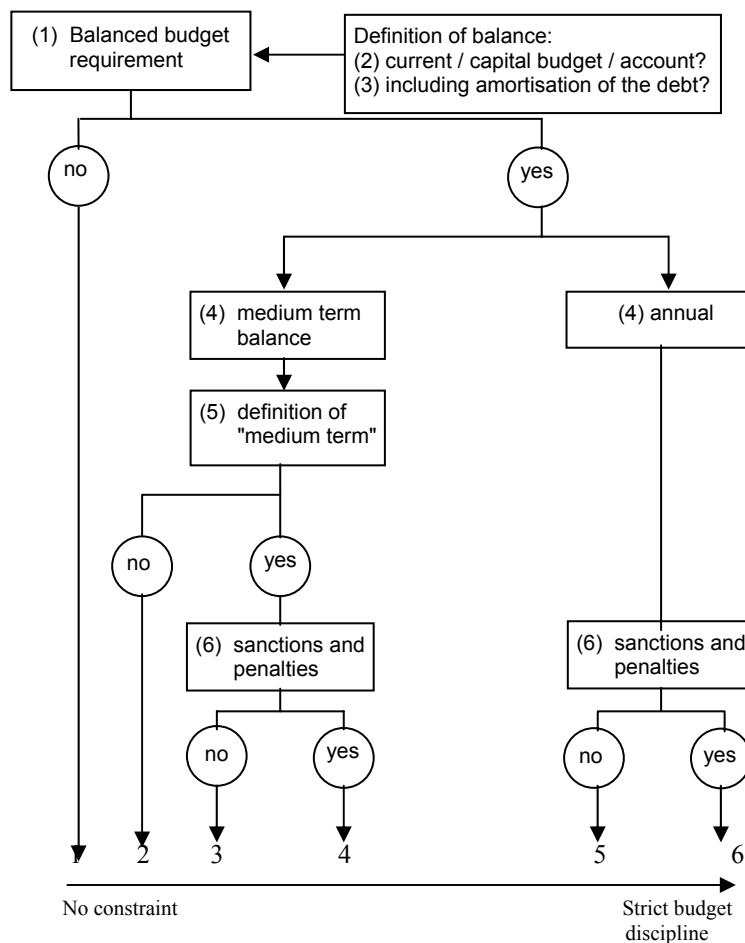 (1) Balanced budget
requirement
Definition of balance:
(2) current / capital budget / account?
(3) including amortisation of the debt?
no
yes
(4) medium term
balance
(4) annual
(5) definition of
"medium term"
no
yes
(6) sanctions and
penalties
(6) sanctions and
penalties
no
yes
no
yes
1
2
3
4
5
6
No constraint
Strict budget
discipline